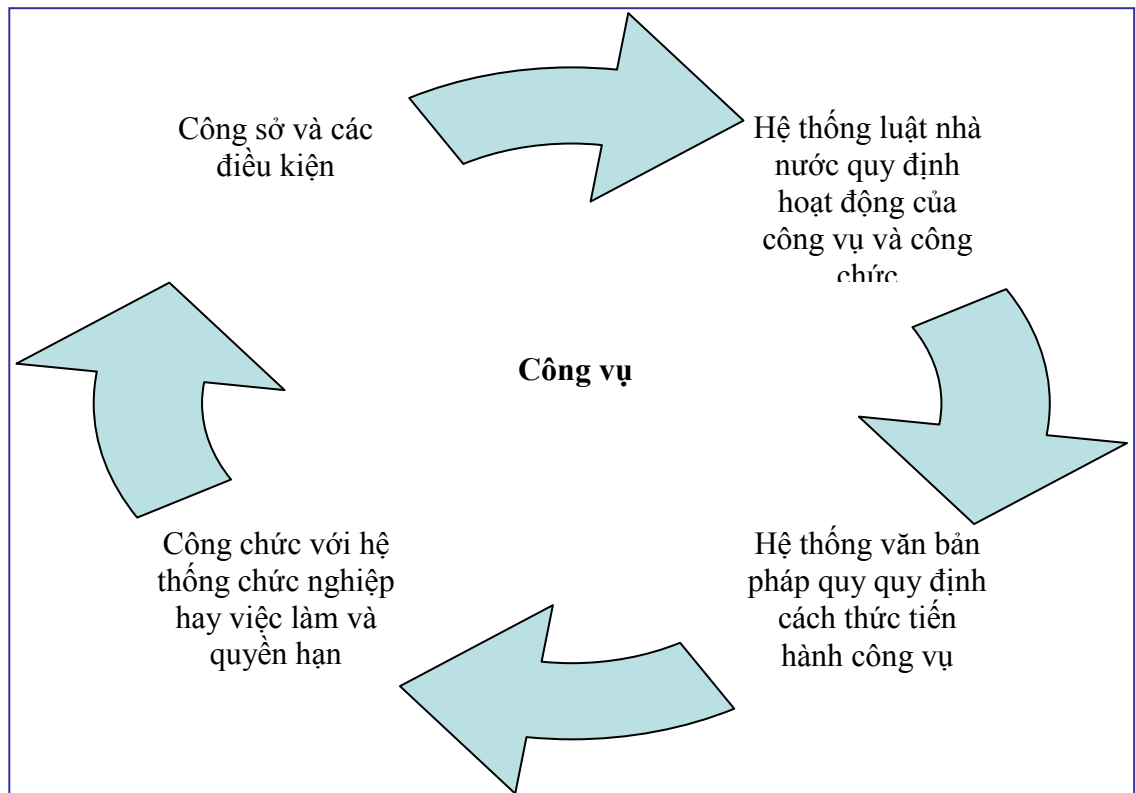 Công sở và các
điều kiện
Hệ thống luật nhà
nước quy định
hoạt động của
công vụ và công
chức
Công vụ
Hệ thống văn bản
pháp quy quy định
cách thức tiến
hành công vụ
Công chức với hệ
thống chức nghiệp
hay việc làm và
quyền hạn